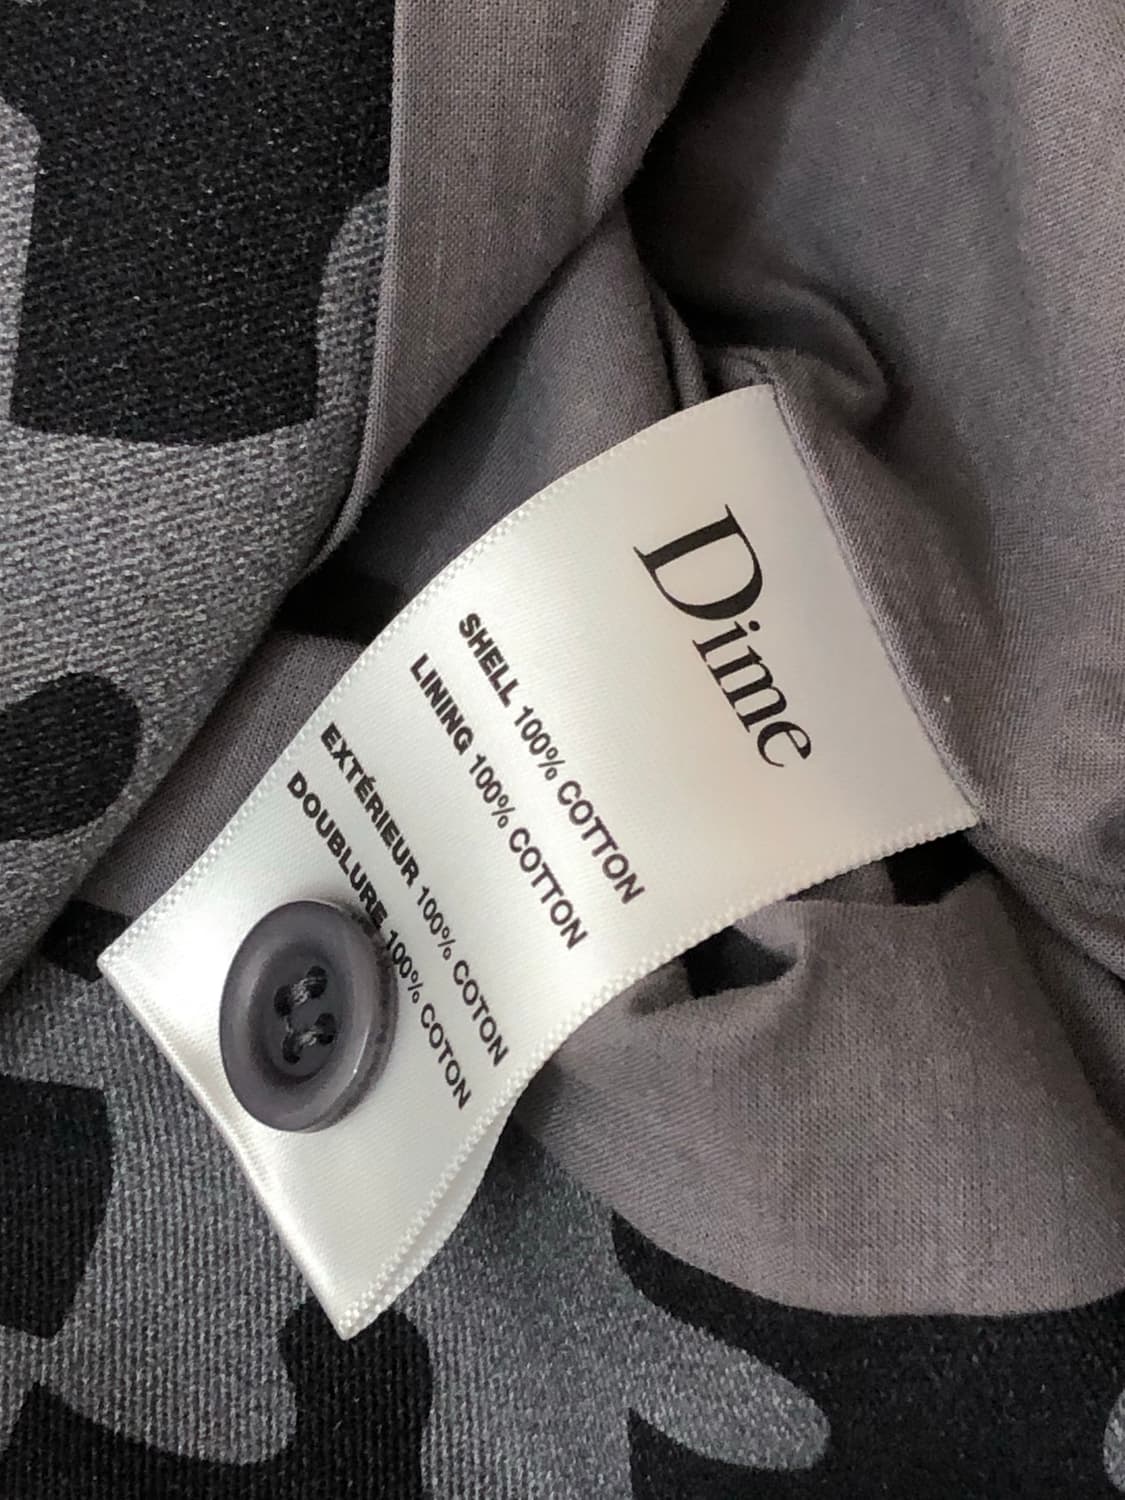 Dime
SHELL 100% COTTON
LINING 100% COTTON
EXTÉRIEUR 100% COTON
DOUBLURE 100% COTON